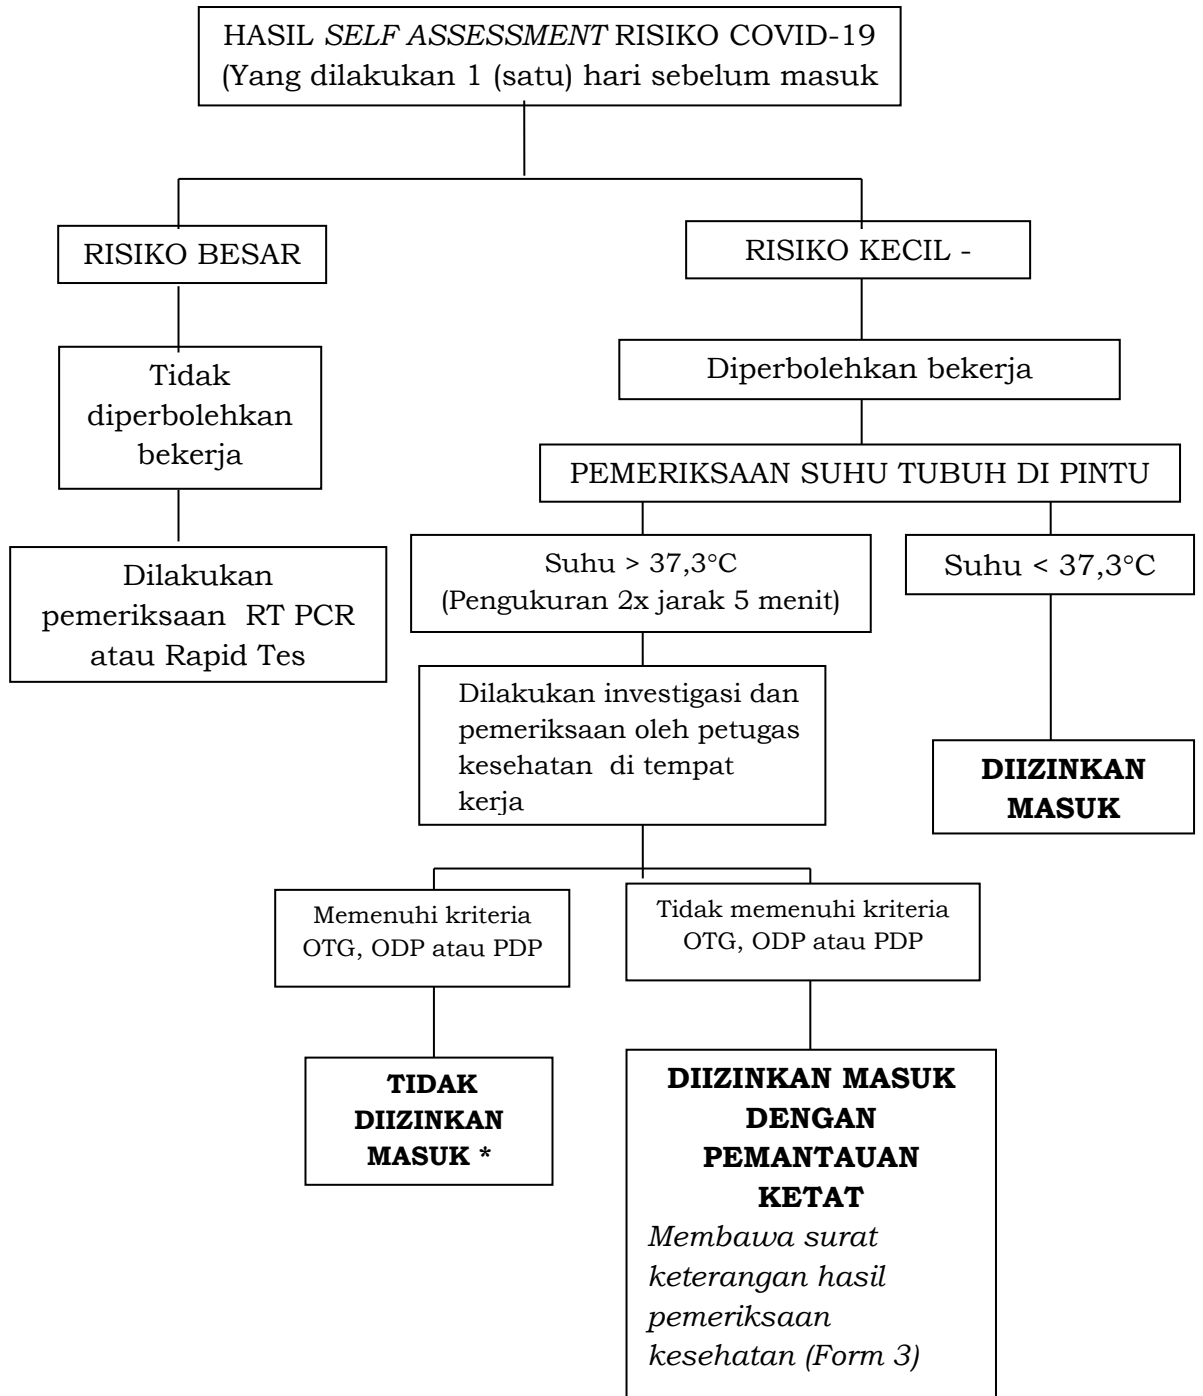 HASIL SELF ASSESSMENT RISIKO COVID-19
(Yang dilakukan 1 (satu) hari sebelum masuk
RISIKO BESAR
RISIKO KECIL -
Tidak
diperbolehkan
bekerja
Diperbolehkan bekerja
PEMERIKSAAN SUHU TUBUH DI PINTU
Dilakukan
pemeriksaan RT PCR
atau Rapid Tes
Suhu > 37,3°C
(Pengukuran 2x jarak 5 menit)
Suhu < 37,3°C
Dilakukan investigasi dan
pemeriksaan oleh petugas
kesehatan di tempat
kerja
DIIZINKAN
MASUK
Memenuhi kriteria
OTG, ODP atau PDP
Tidak memenuhi kriteria
OTG, ODP atau PDP
TIDAK
DIIZINKAN
MASUK *
DIIZINKAN MASUK
DENGAN
PEMANTAUAN
KETAT
Membawa surat
keterangan hasil
pemeriksaan
kesehatan (Form 3)